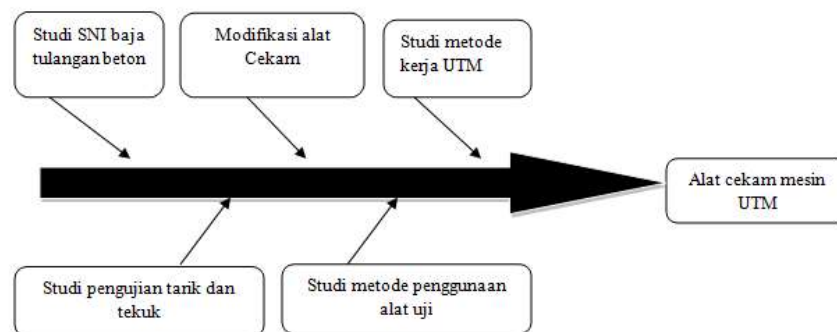 Studi SNI baja
tulangan beton
Modifikasi alat
Cekam
Studi metode
kerja UTM
Alat cekam mesin
UTM
Studi pengujian tarik dan
tekuk
Studi metode penggunaan
alat uji